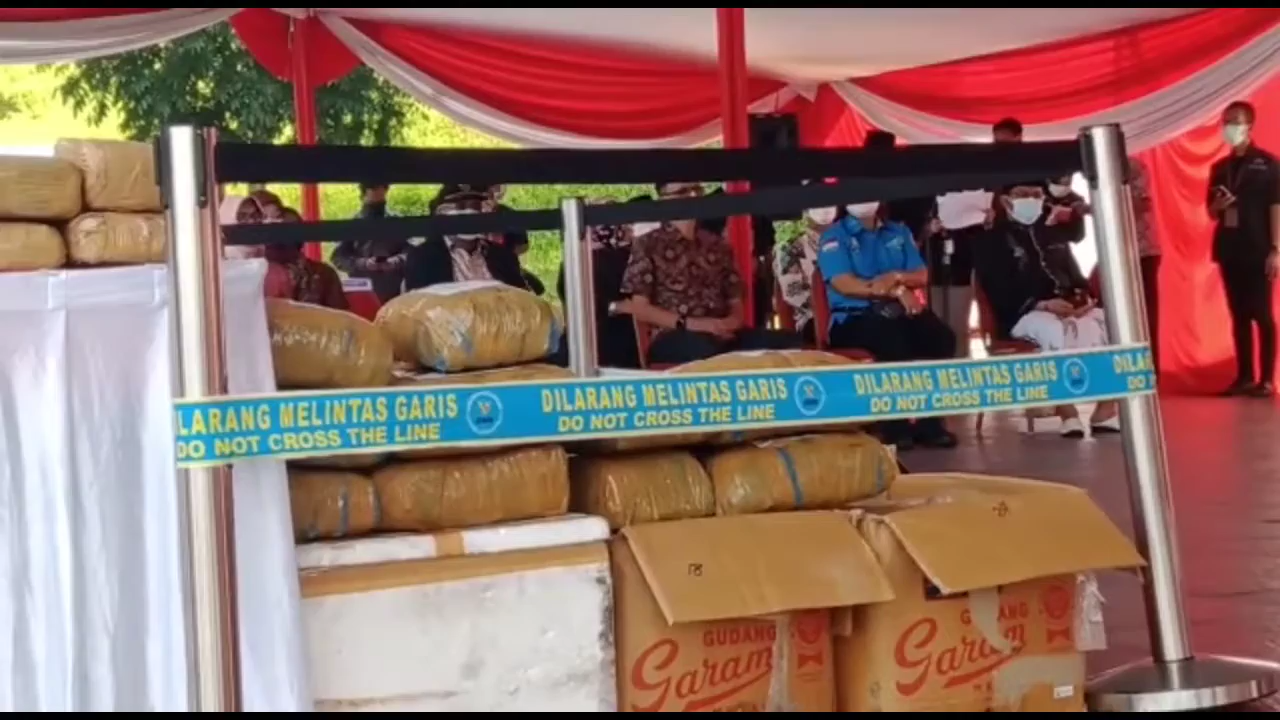 LARANG MELINTAS GARIS
DO NOT CROSS THE LINE
DILARANG MELINTAS GARIS
DO NOT CROSS THE LINE
DILARANG MELINTAS GARIS
DO NOT CROSS THE LINE
DILA
DO N
GUDANG
Garam
GUDANG
Garam